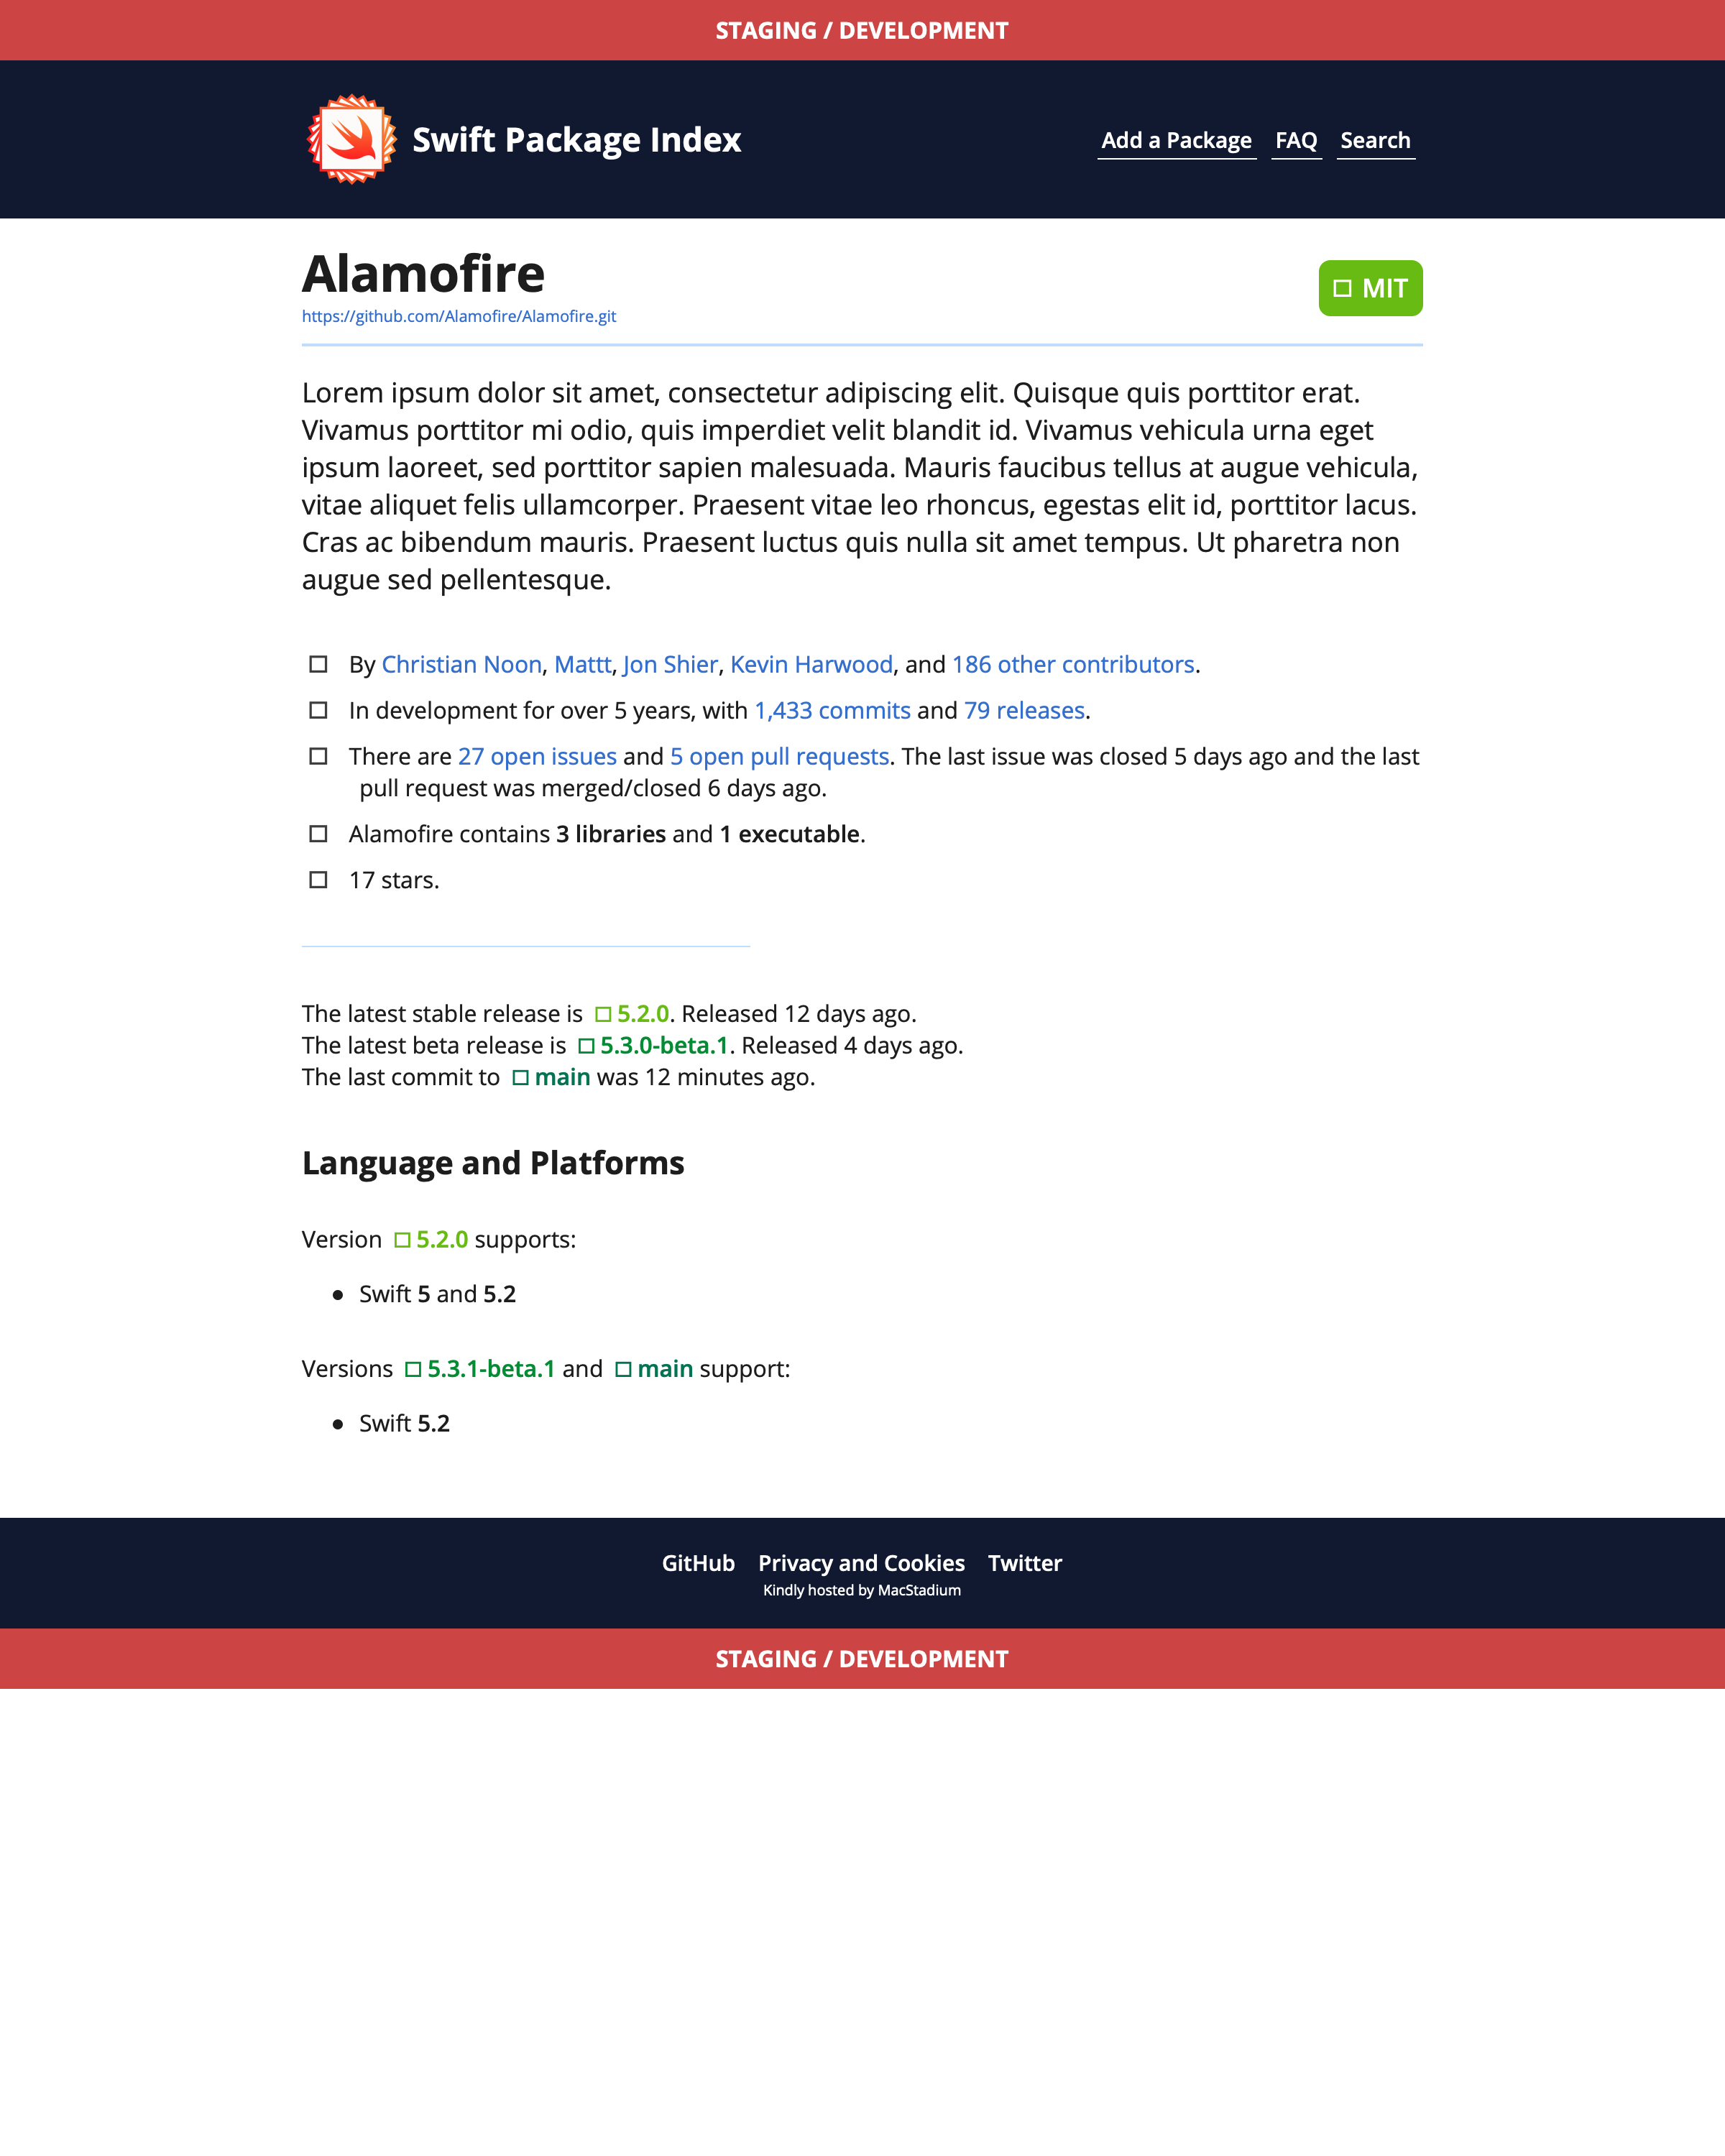 STAGING / DEVELOPMENT
Swift Package Index
Add a Package FAQ Search
Alamofire
MIT
https://github.com/Alamofire/Alamofire.git
Lorem ipsum dolor sit amet, consectetur adipiscing elit. Quisque quis porttitor erat.
Vivamus porttitor mi odio, quis imperdiet velit blandit id. Vivamus vehicula urna eget
ipsum laoreet, sed porttitor sapien malesuada. Mauris faucibus tellus at augue vehicula,
vitae aliquet felis ullamcorper. Praesent vitae leo rhoncus, egestas elit id, porttitor lacus.
Cras ac bibendum mauris. Praesent luctus quis nulla sit amet tempus. Ut pharetra non
augue sed pellentesque.
By Christian Noon, Mattt, Jon Shier, Kevin Harwood, and 186 other contributors.
In development for over 5 years, with 1,433 commits and 79 releases.
There are 27 open issues and 5 open pull requests. The last issue was closed 5 days ago and the last
pull request was merged/closed 6 days ago.
Alamofire contains 3 libraries and 1 executable.
17 stars.
The latest stable release is 5.2.0. Released 12 days ago.
The latest beta release is 5.3.0-beta.1. Released 4 days ago.
The last commit to main was 12 minutes ago.
Language and Platforms
Version 5.2.0 supports:
• Swift 5 and 5.2
Versions 5.3.1-beta.1 and main support:
• Swift 5.2
GitHub Privacy and Cookies Twitter
Kindly hosted by MacStadium
STAGING / DEVELOPMENT